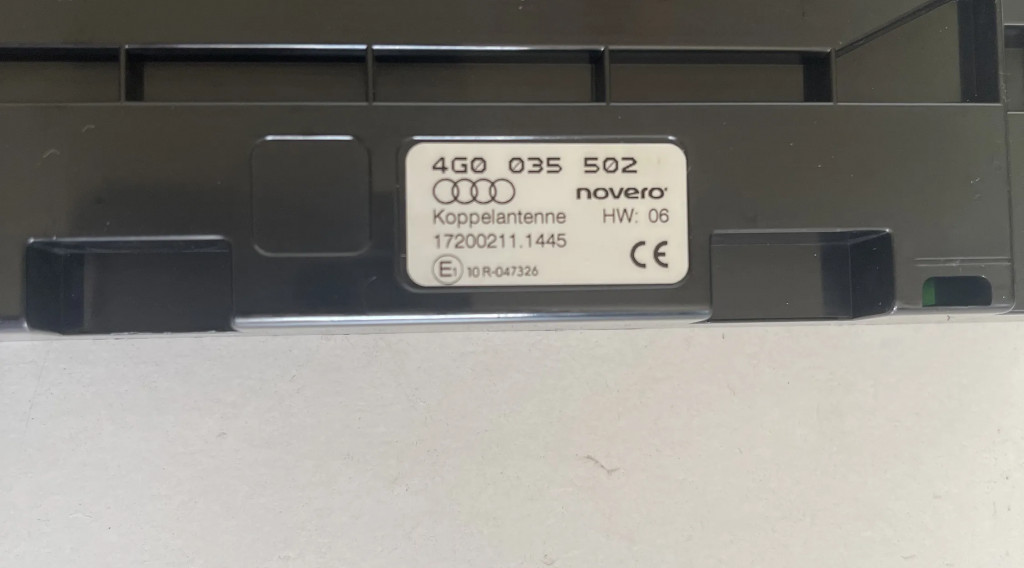 4G0 035 502
novero
Koppelantenne HW: 06
17200211.1445
E1 10 R-047326 CE